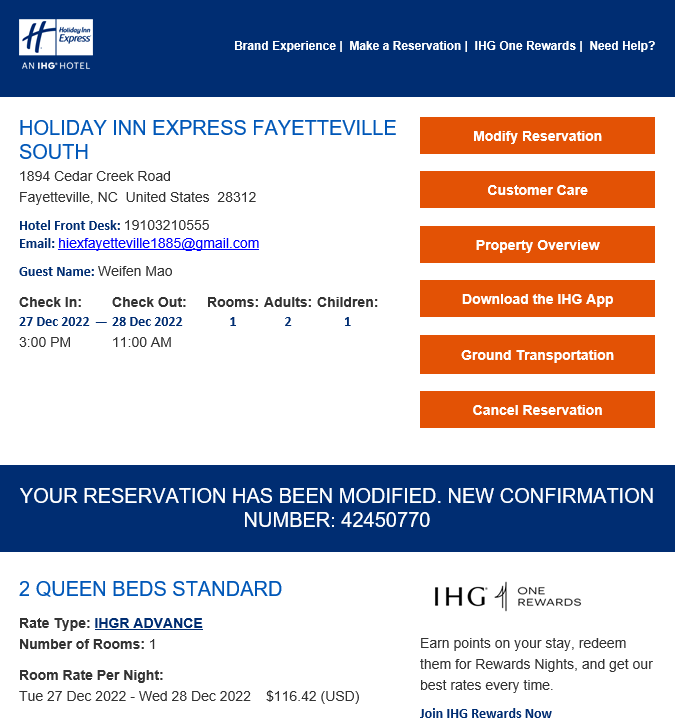 Holiday Inn
Express
AN IHG® HOTEL
Brand Experience | Make a Reservation | IHG One Rewards | Need Help?
HOLIDAY INN EXPRESS FAYETTEVILLE
SOUTH
1894 Cedar Creek Road
Fayetteville, NC United States 28312
Hotel Front Desk: 19103210555
Email: hiexfayetteville1885@gmail.com
Guest Name: Weifen Mao
Check In: Check Out: Rooms: Adults: Children:
27 Dec 2022 — 28 Dec 2022 1 2 1
3:00 PM 11:00 AM
Modify Reservation
Customer Care
Property Overview
Download the IHG App
Ground Transportation
Cancel Reservation
YOUR RESERVATION HAS BEEN MODIFIED. NEW CONFIRMATION
NUMBER: 42450770
2 QUEEN BEDS STANDARD
Rate Type: IHGR ADVANCE
Number of Rooms: 1
Room Rate Per Night:
Tue 27 Dec 2022 - Wed 28 Dec 2022 $116.42 (USD)
IHG® ONE
REWARDS
Earn points on your stay, redeem
them for Rewards Nights, and get our
best rates every time.
Join IHG Rewards Now